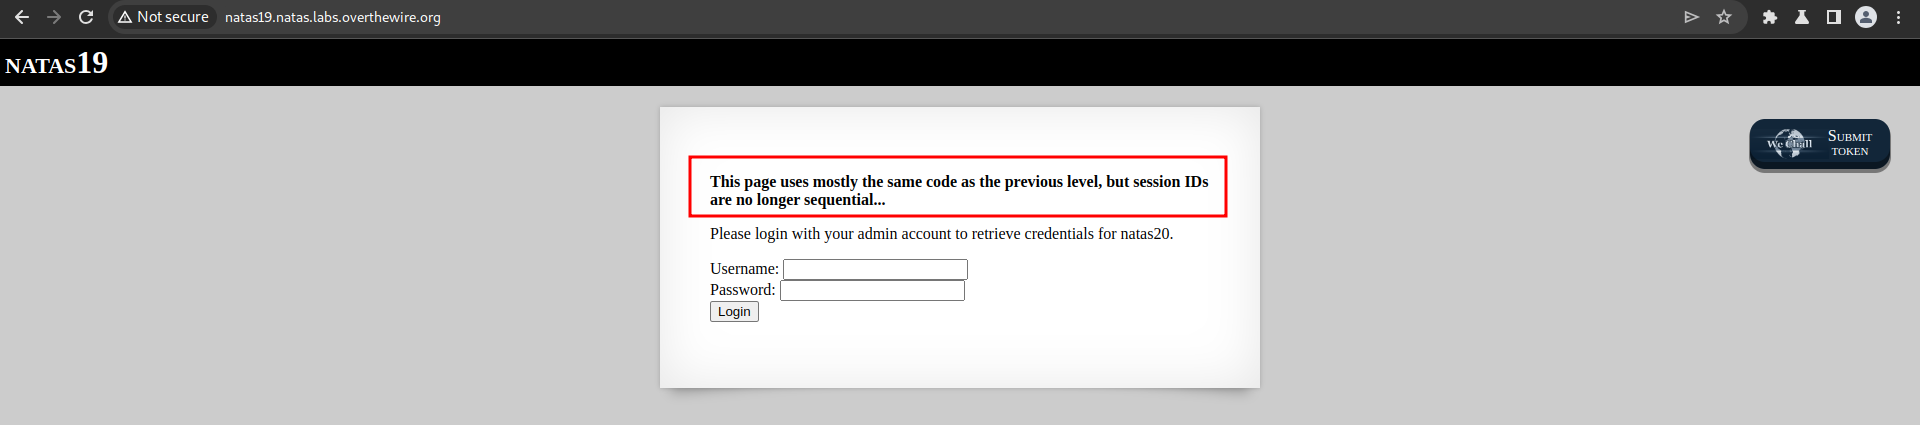 Not secure natas19.natas.labs.overthewire.org
NATAS19
This page uses mostly the same code as the previous level, but session IDs
are no longer sequential...
Please login with your admin account to retrieve credentials for natas20.
Username:
Password:
Login
We Chall
SUBMIT
TOKEN